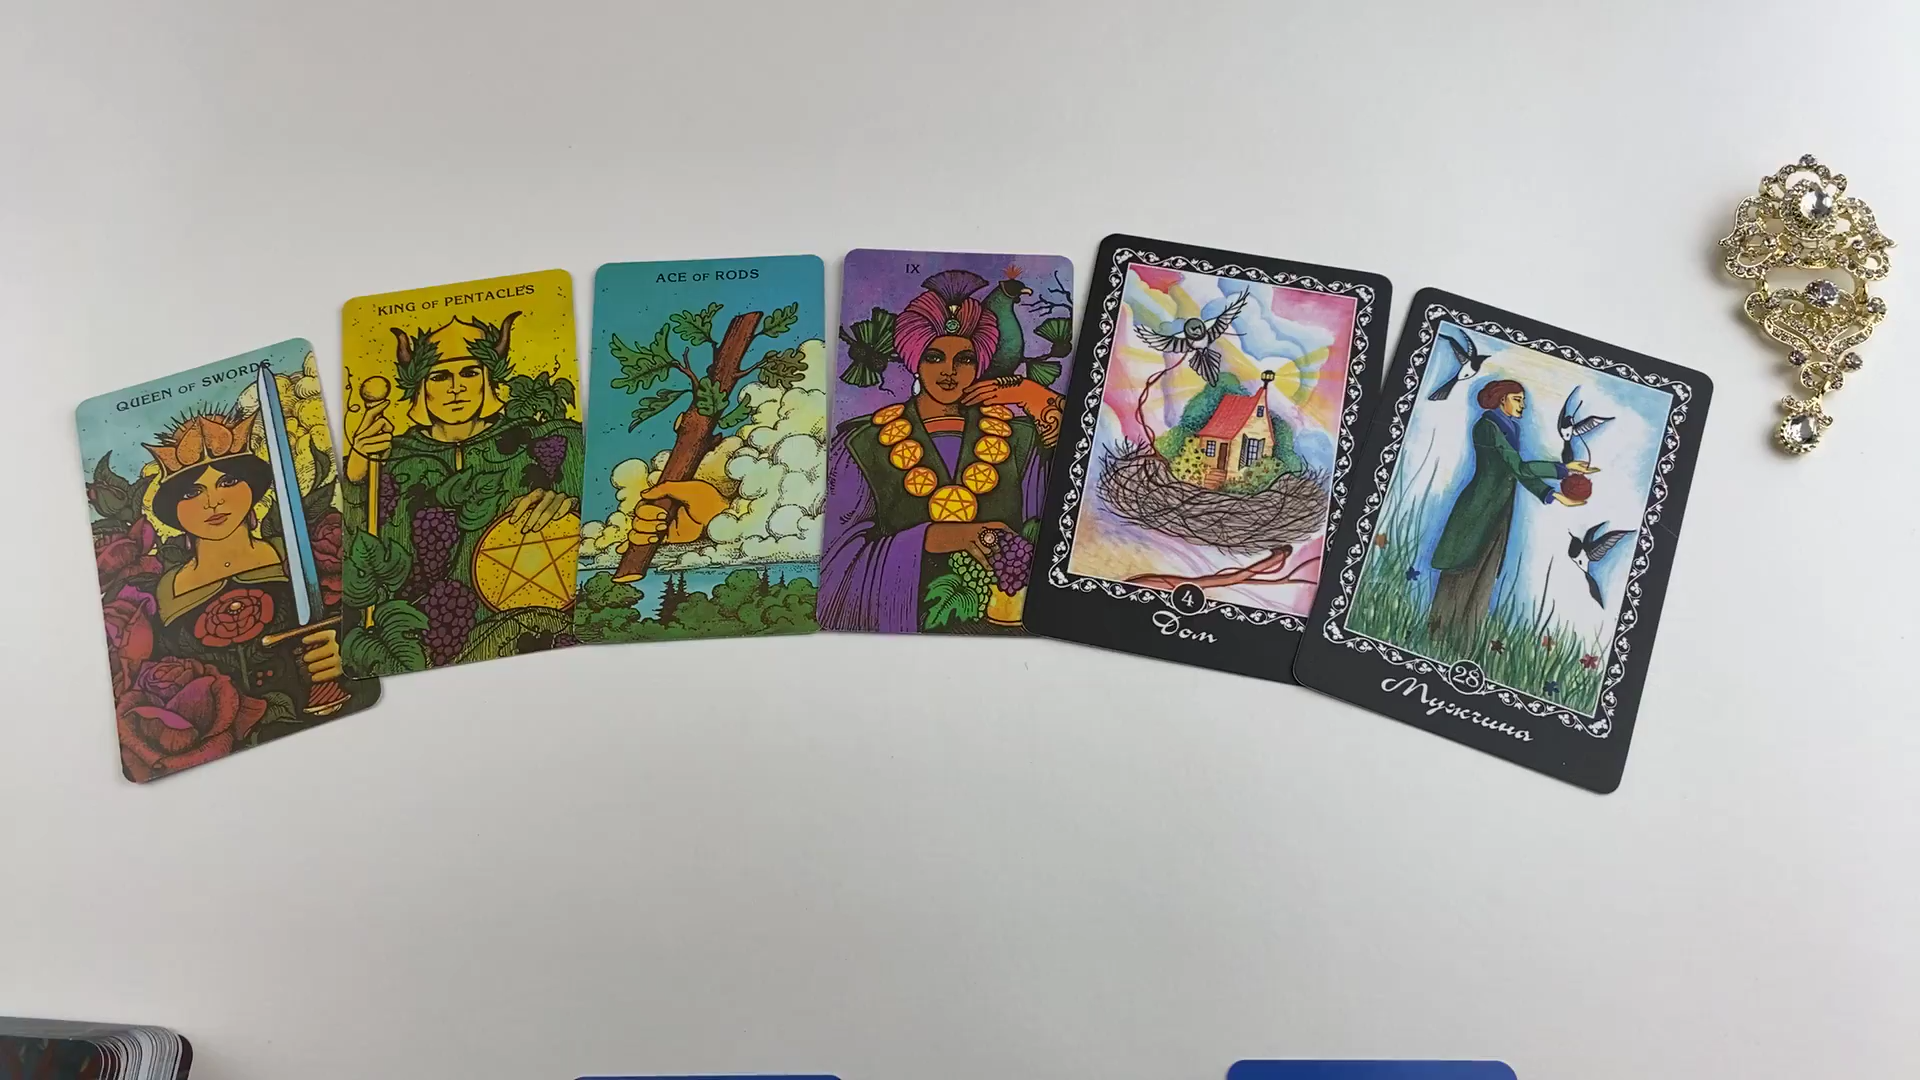 QUEEN OF SWORDS
KING OF PENTACLES
ACE OF RODS
IX
4
Дом
28
Мужчина